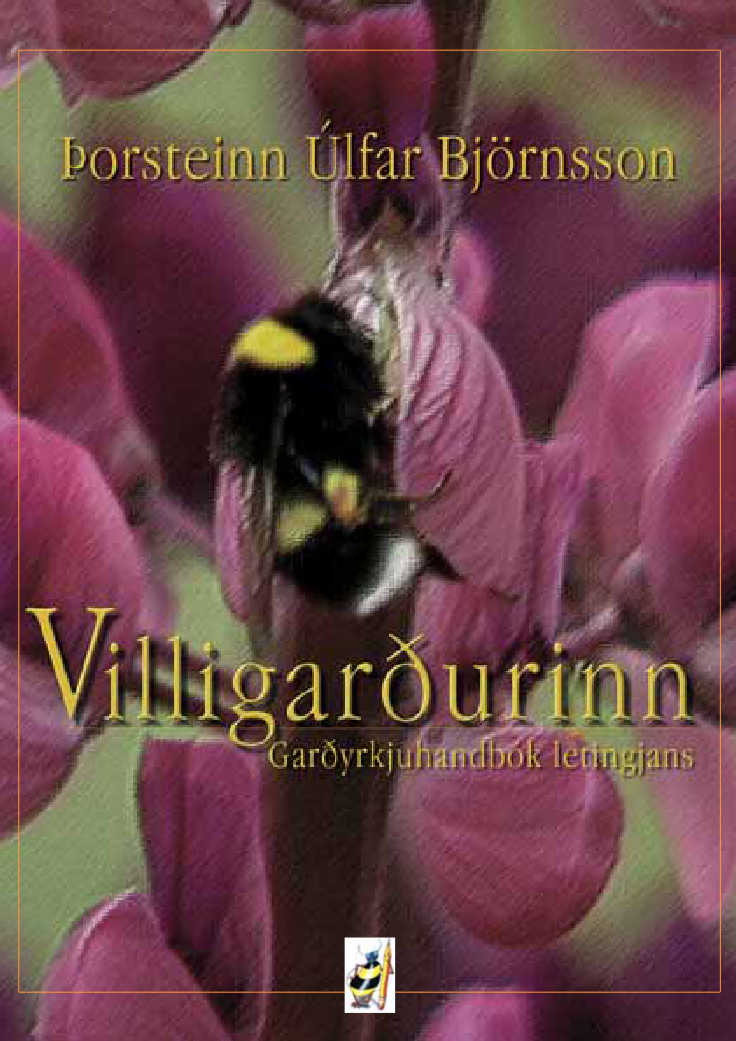 Þorsteinn Úlfar Björnsson
Villigarðurinn
Garðyrkjuhandbók letingjans